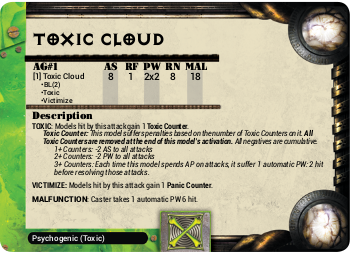 TOXIC CLOUD
AG#1 AS RF PW RN MAL
[1] Toxic Cloud 8 1 2x2 8 18
•BL(2)
•Toxic
•Victimize
Description
TOXIC: Models hit by this attack gain 1 Toxic Counter.
Toxic Counter: This model suffers penalties based on the number of Toxic Counters on it. All
Toxic Counters are removed at the end of this model's activation. All negatives are cumulative.
1+ Counters: -2 AS to all attacks
2+ Counters: -2 PW to all attacks
3+ Counters: Each time this model spends AP on attacks, it suffer 1 automatic PW: 2 hit
before resolving those attacks.
VICTIMIZE: Models hit by this attack gain 1 Panic Counter.
MALFUNCTION: Caster takes 1 automatic PW 6 hit.
Psychogenic (Toxic)